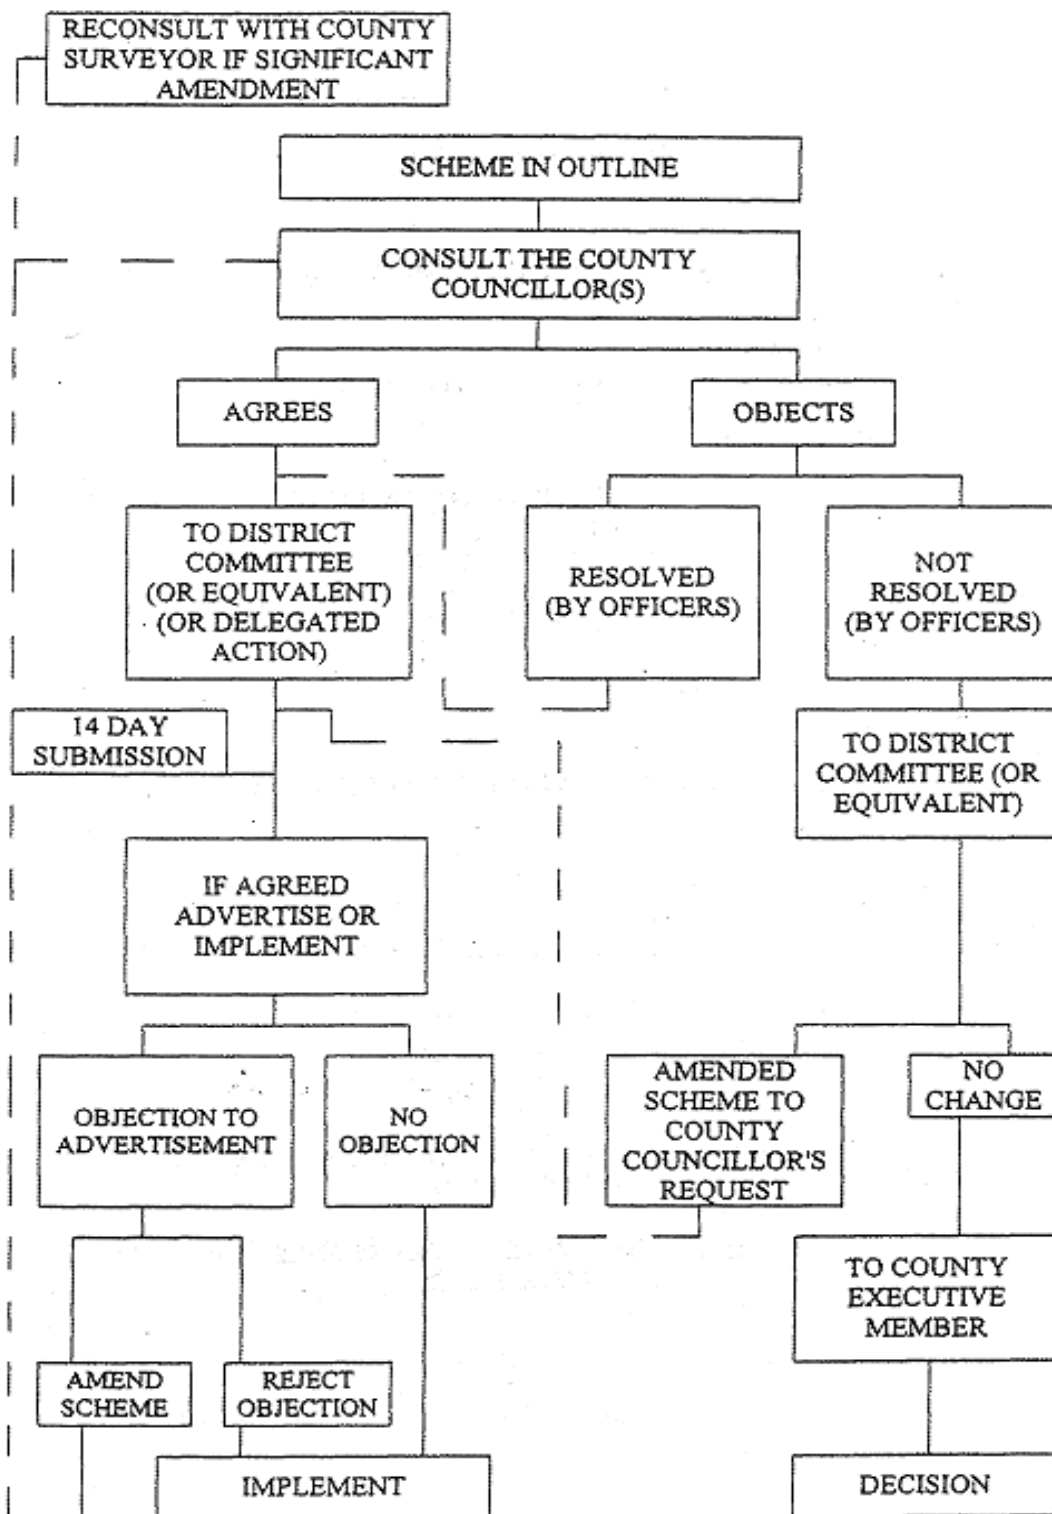 RECONSULT WITH COUNTY
SURVEYOR IF SIGNIFICANT
AMENDMENT
SCHEME IN OUTLINE
CONSULT THE COUNTY
COUNCILLOR(S)
AGREES
OBJECTS
TO DISTRICT
COMMITTEE
(OR EQUIVALENT)
(OR DELEGATED
ACTION)
RESOLVED
(BY OFFICERS)
NOT
RESOLVED
(BY OFFICERS)
14 DAY
SUBMISSION
TO DISTRICT
COMMITTEE (OR
EQUIVALENT)
IF AGREED
ADVERTISE OR
IMPLEMENT
OBJECTION TO
ADVERTISEMENT
NO
OBJECTION
AMENDED
SCHEME TO
COUNTY
COUNCILLOR'S
REQUEST
NO
CHANGE
TO COUNTY
EXECUTIVE
MEMBER
AMEND
SCHEME
REJECT
OBJECTION
IMPLEMENT
DECISION